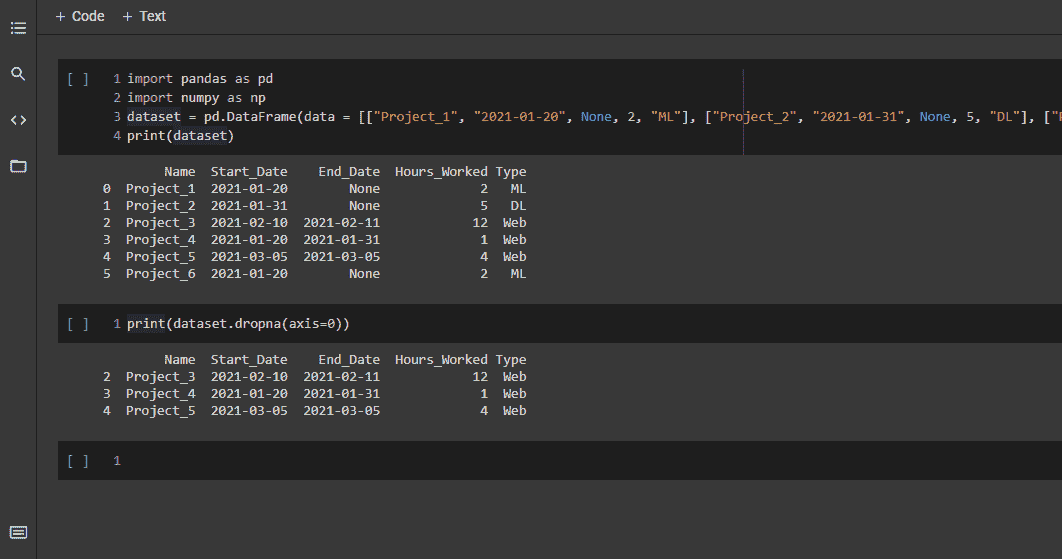 + Code + Text
[ ] 1 import pandas as pd
2 import numpy as np
3 dataset = pd.DataFrame(data = [["Project_1", "2021-01-20", None, 2, "ML"], ["Project_2", "2021-01-31", None, 5, "DL"], ["
4 print(dataset)
Name Start_Date End_Date Hours_Worked Type
0 Project_1 2021-01-20 None 2 ML
1 Project_2 2021-01-31 None 5 DL
2 Project_3 2021-02-10 2021-02-11 12 Web
3 Project_4 2021-01-20 2021-01-31 1 Web
4 Project_5 2021-03-05 2021-03-05 4 Web
5 Project_6 2021-01-20 None 2 ML
[ ] 1 print(dataset.dropna(axis=0))
Name Start_Date End_Date Hours_Worked Type
2 Project_3 2021-02-10 2021-02-11 12 Web
3 Project_4 2021-01-20 2021-01-31 1 Web
4 Project_5 2021-03-05 2021-03-05 4 Web
[ ] 1